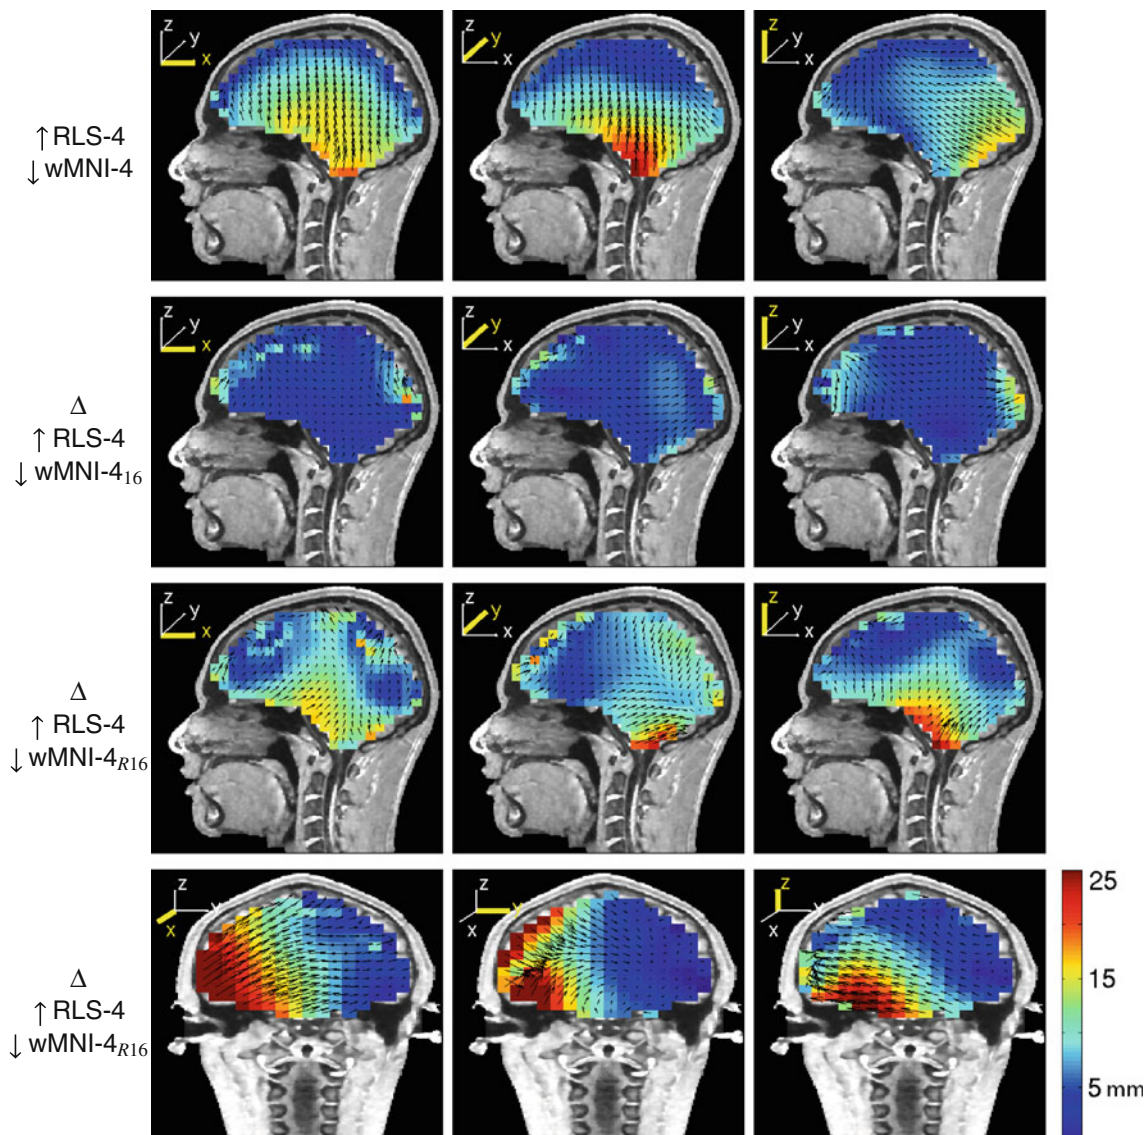 z y x
z y x
z y x
↑ RLS-4
↓ wMNI-4
z y x
z y x
z y x
Δ
↑ RLS-4
↓ wMNI-4₁₆
z y x
z y x
z y x
Δ
↑ RLS-4
↓ wMNI-4R16
z x
z x
z x
25
15
5 mm
Δ
↑ RLS-4
↓ wMNI-4R16